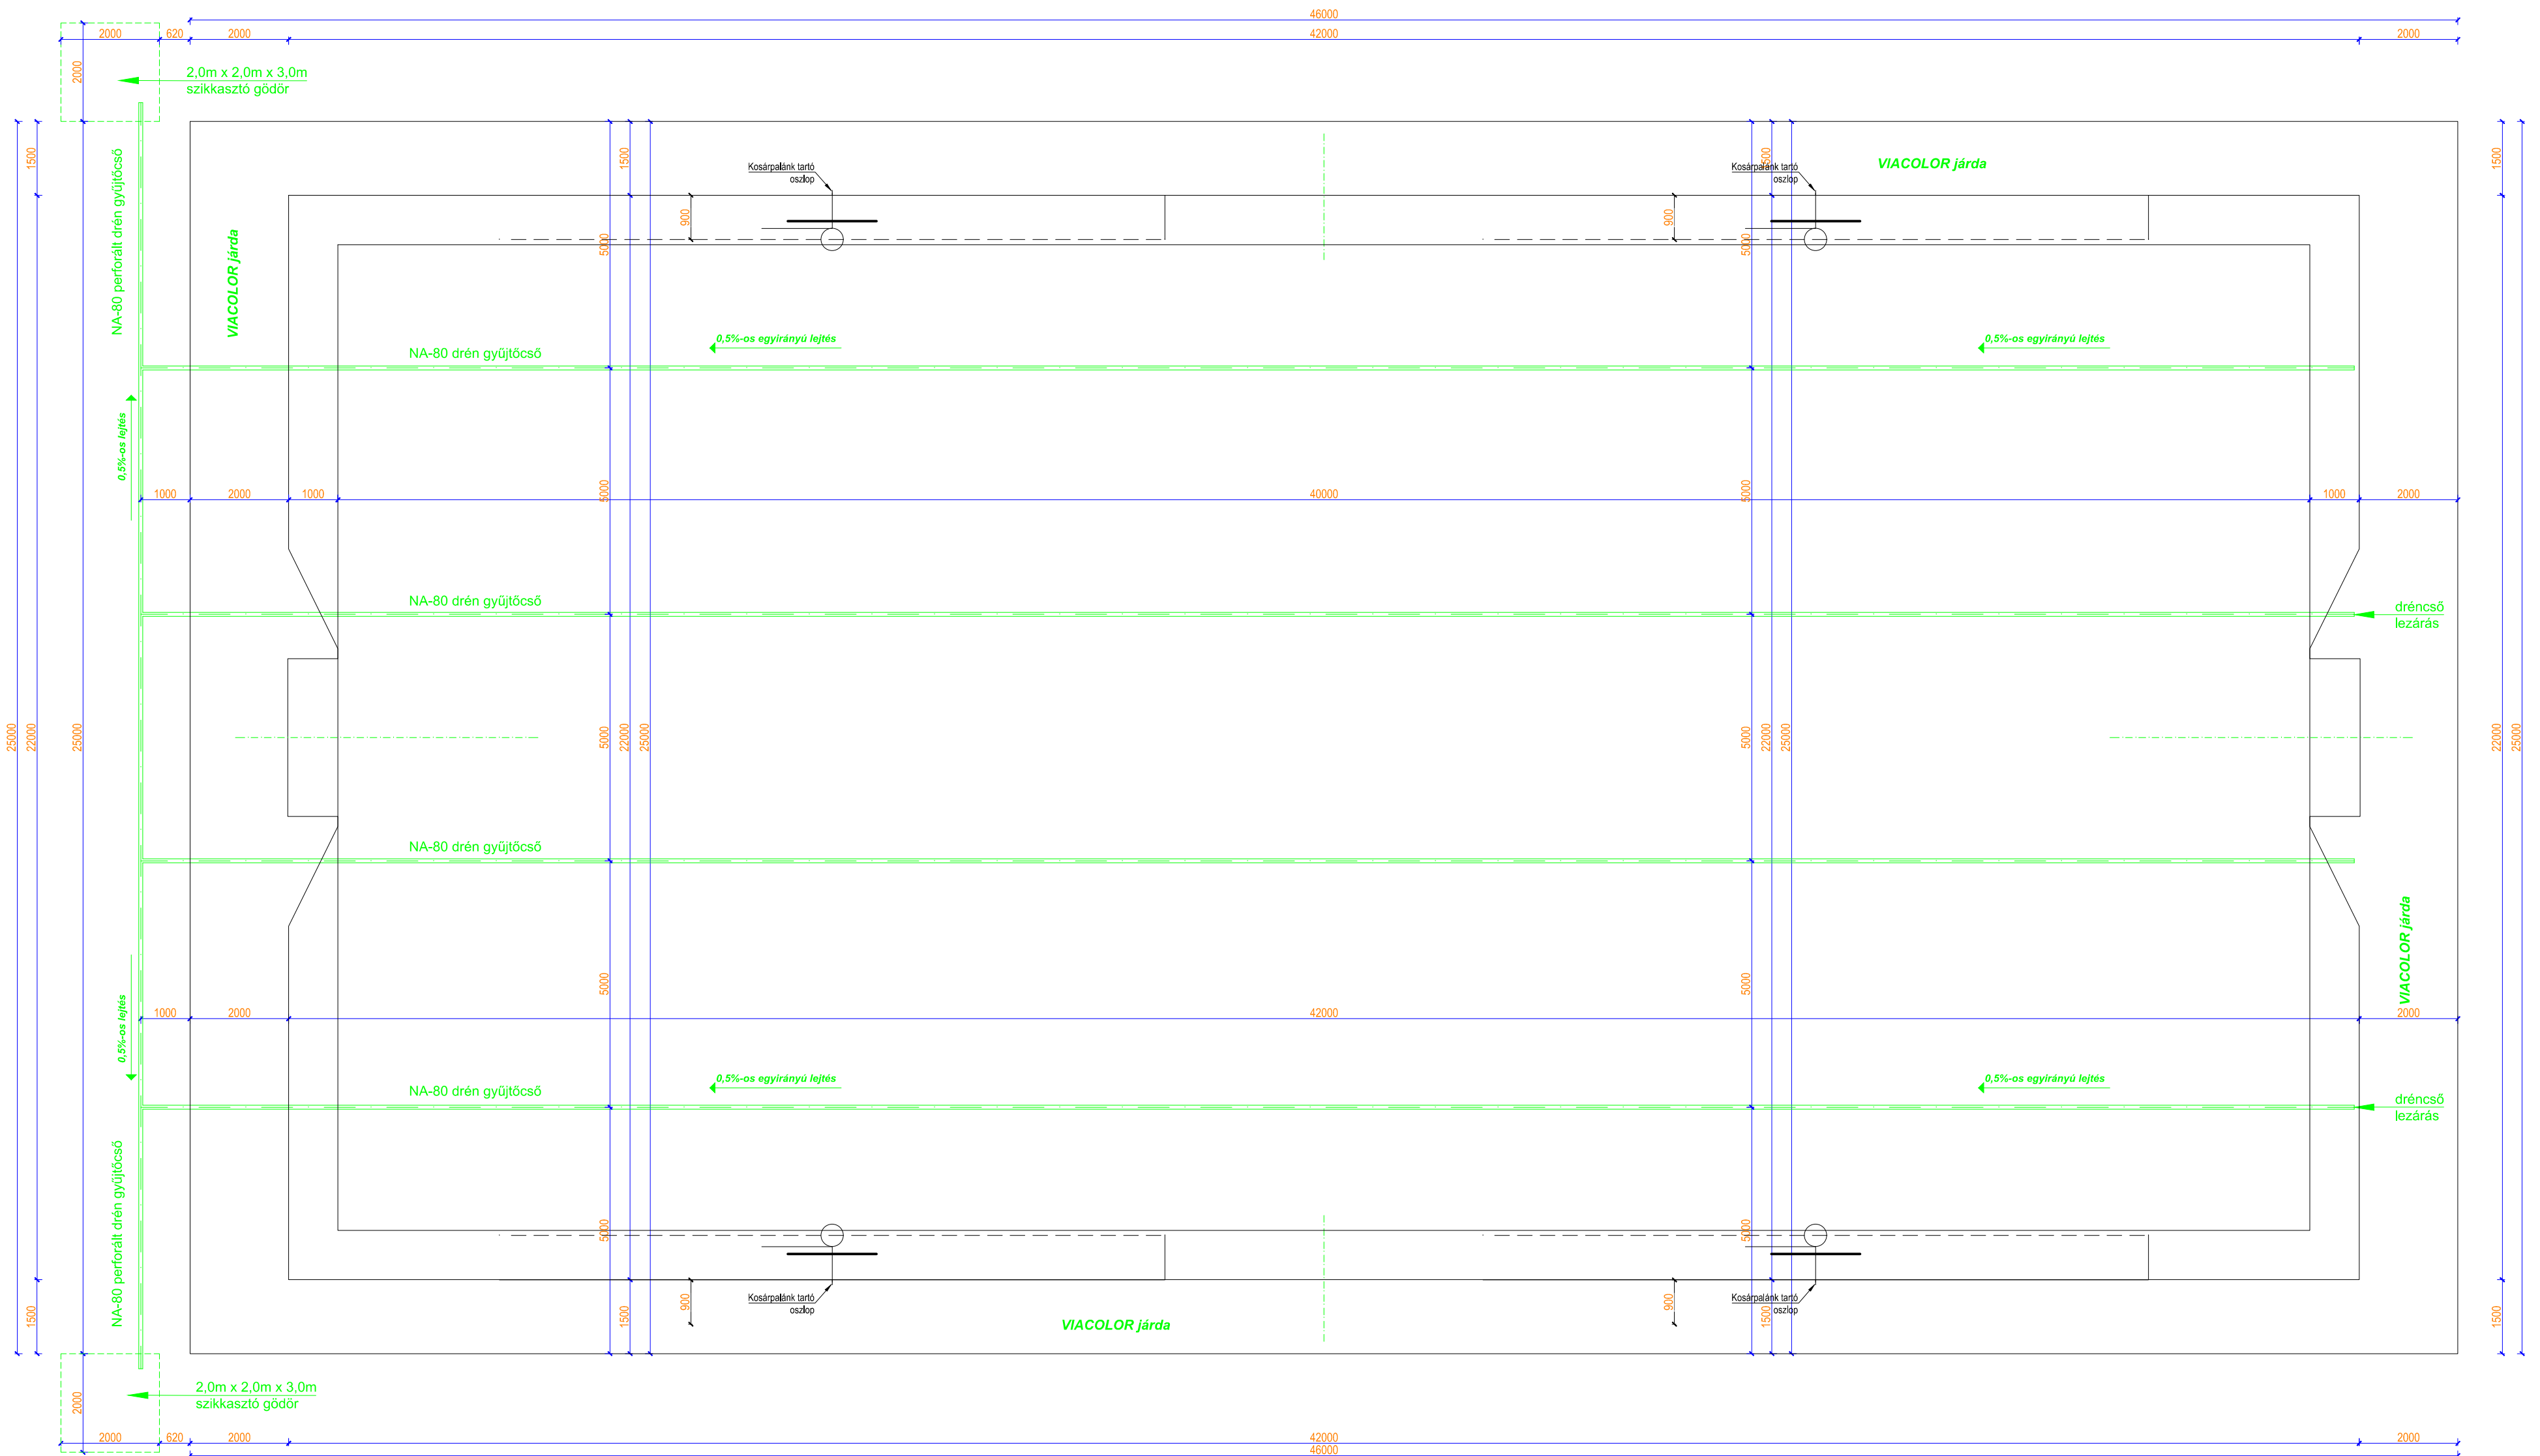 46000
2000
620
2000
42000
2000
2000
2,0m x 2,0m x 3,0m
szikkasztó gödör
1500
1500
1500
1500
NA-80 perforált drén gyűjtőcső
VIACOLOR járda
Kosárpalánk tartó
oszlop
Kosárpalánk tartó
oszlop
VIACOLOR járda
900
900
5000
5000
NA-80 drén gyűjtőcső
0,5%-os egyirányú lejtés
0,5%-os egyirányú lejtés
0,5%-os lejtés
1000
2000
1000
5000
40000
5000
1000
2000
NA-80 drén gyűjtőcső
dréncső
lezárás
25000
22000
25000
5000
22000
25000
5000
22000
25000
22000
25000
NA-80 drén gyűjtőcső
VIACOLOR járda
0,5%-os lejtés
5000
5000
1000
2000
42000
2000
NA-80 drén gyűjtőcső
0,5%-os egyirányú lejtés
0,5%-os egyirányú lejtés
dréncső
lezárás
NA-80 perforált drén gyűjtőcső
5000
5000
Kosárpalánk tartó
oszlop
Kosárpalánk tartó
oszlop
900
900
1500
1500
1500
1500
VIACOLOR járda
2000
2,0m x 2,0m x 3,0m
szikkasztó gödör
2000
620
2000
42000
2000
46000